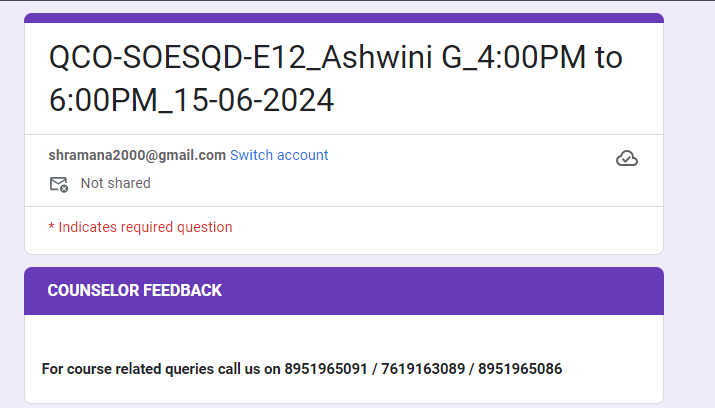 QCO-SOESQD-E12_Ashwini G_4:00PM to
6:00PM_15-06-2024
shramana2000@gmail.com Switch account
Not shared
* Indicates required question
COUNSELOR FEEDBACK
For course related queries call us on 8951965091 / 7619163089 / 8951965086